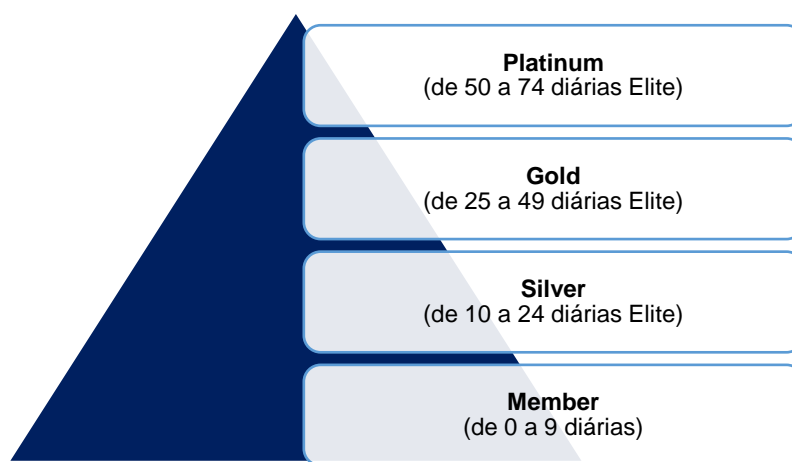 Platinum
(de 50 a 74 diárias Elite)
Gold
(de 25 a 49 diárias Elite)
Silver
(de 10 a 24 diárias Elite)
Member
(de 0 a 9 diárias)